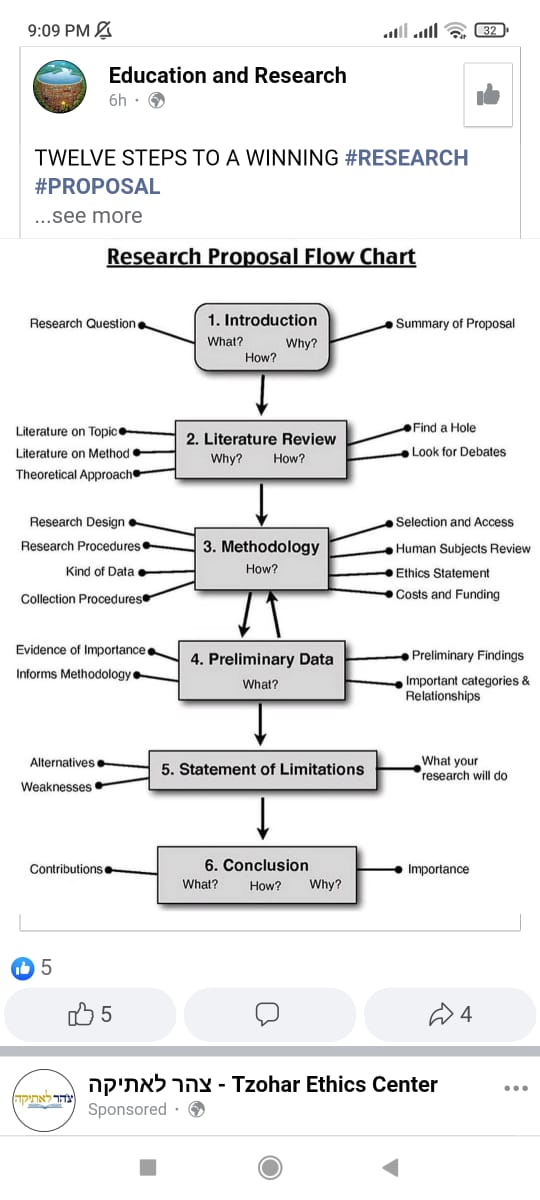 9:09 PM
32
Education and Research
6h ·
TWELVE STEPS TO A WINNING #RESEARCH
#PROPOSAL
...see more
Research Proposal Flow Chart
Research Question
1. Introduction
What? Why?
How?
Summary of Proposal
Literature on Topic
Literature on Method
Theoretical Approach
2. Literature Review
Why? How?
Find a Hole
Look for Debates
Research Design
Research Procedures
Kind of Data
Collection Procedures
3. Methodology
How?
Selection and Access
Human Subjects Review
Ethics Statement
Costs and Funding
Evidence of Importance
Informs Methodology
4. Preliminary Data
What?
Preliminary Findings
Important categories &
Relationships
Alternatives
Weaknesses
5. Statement of Limitations
What your
research will do
Contributions
6. Conclusion
What? How? Why?
Importance
5
5
4
צהר לאתיקה
צהר לאתיקה - Tzohar Ethics Center
Sponsored ·